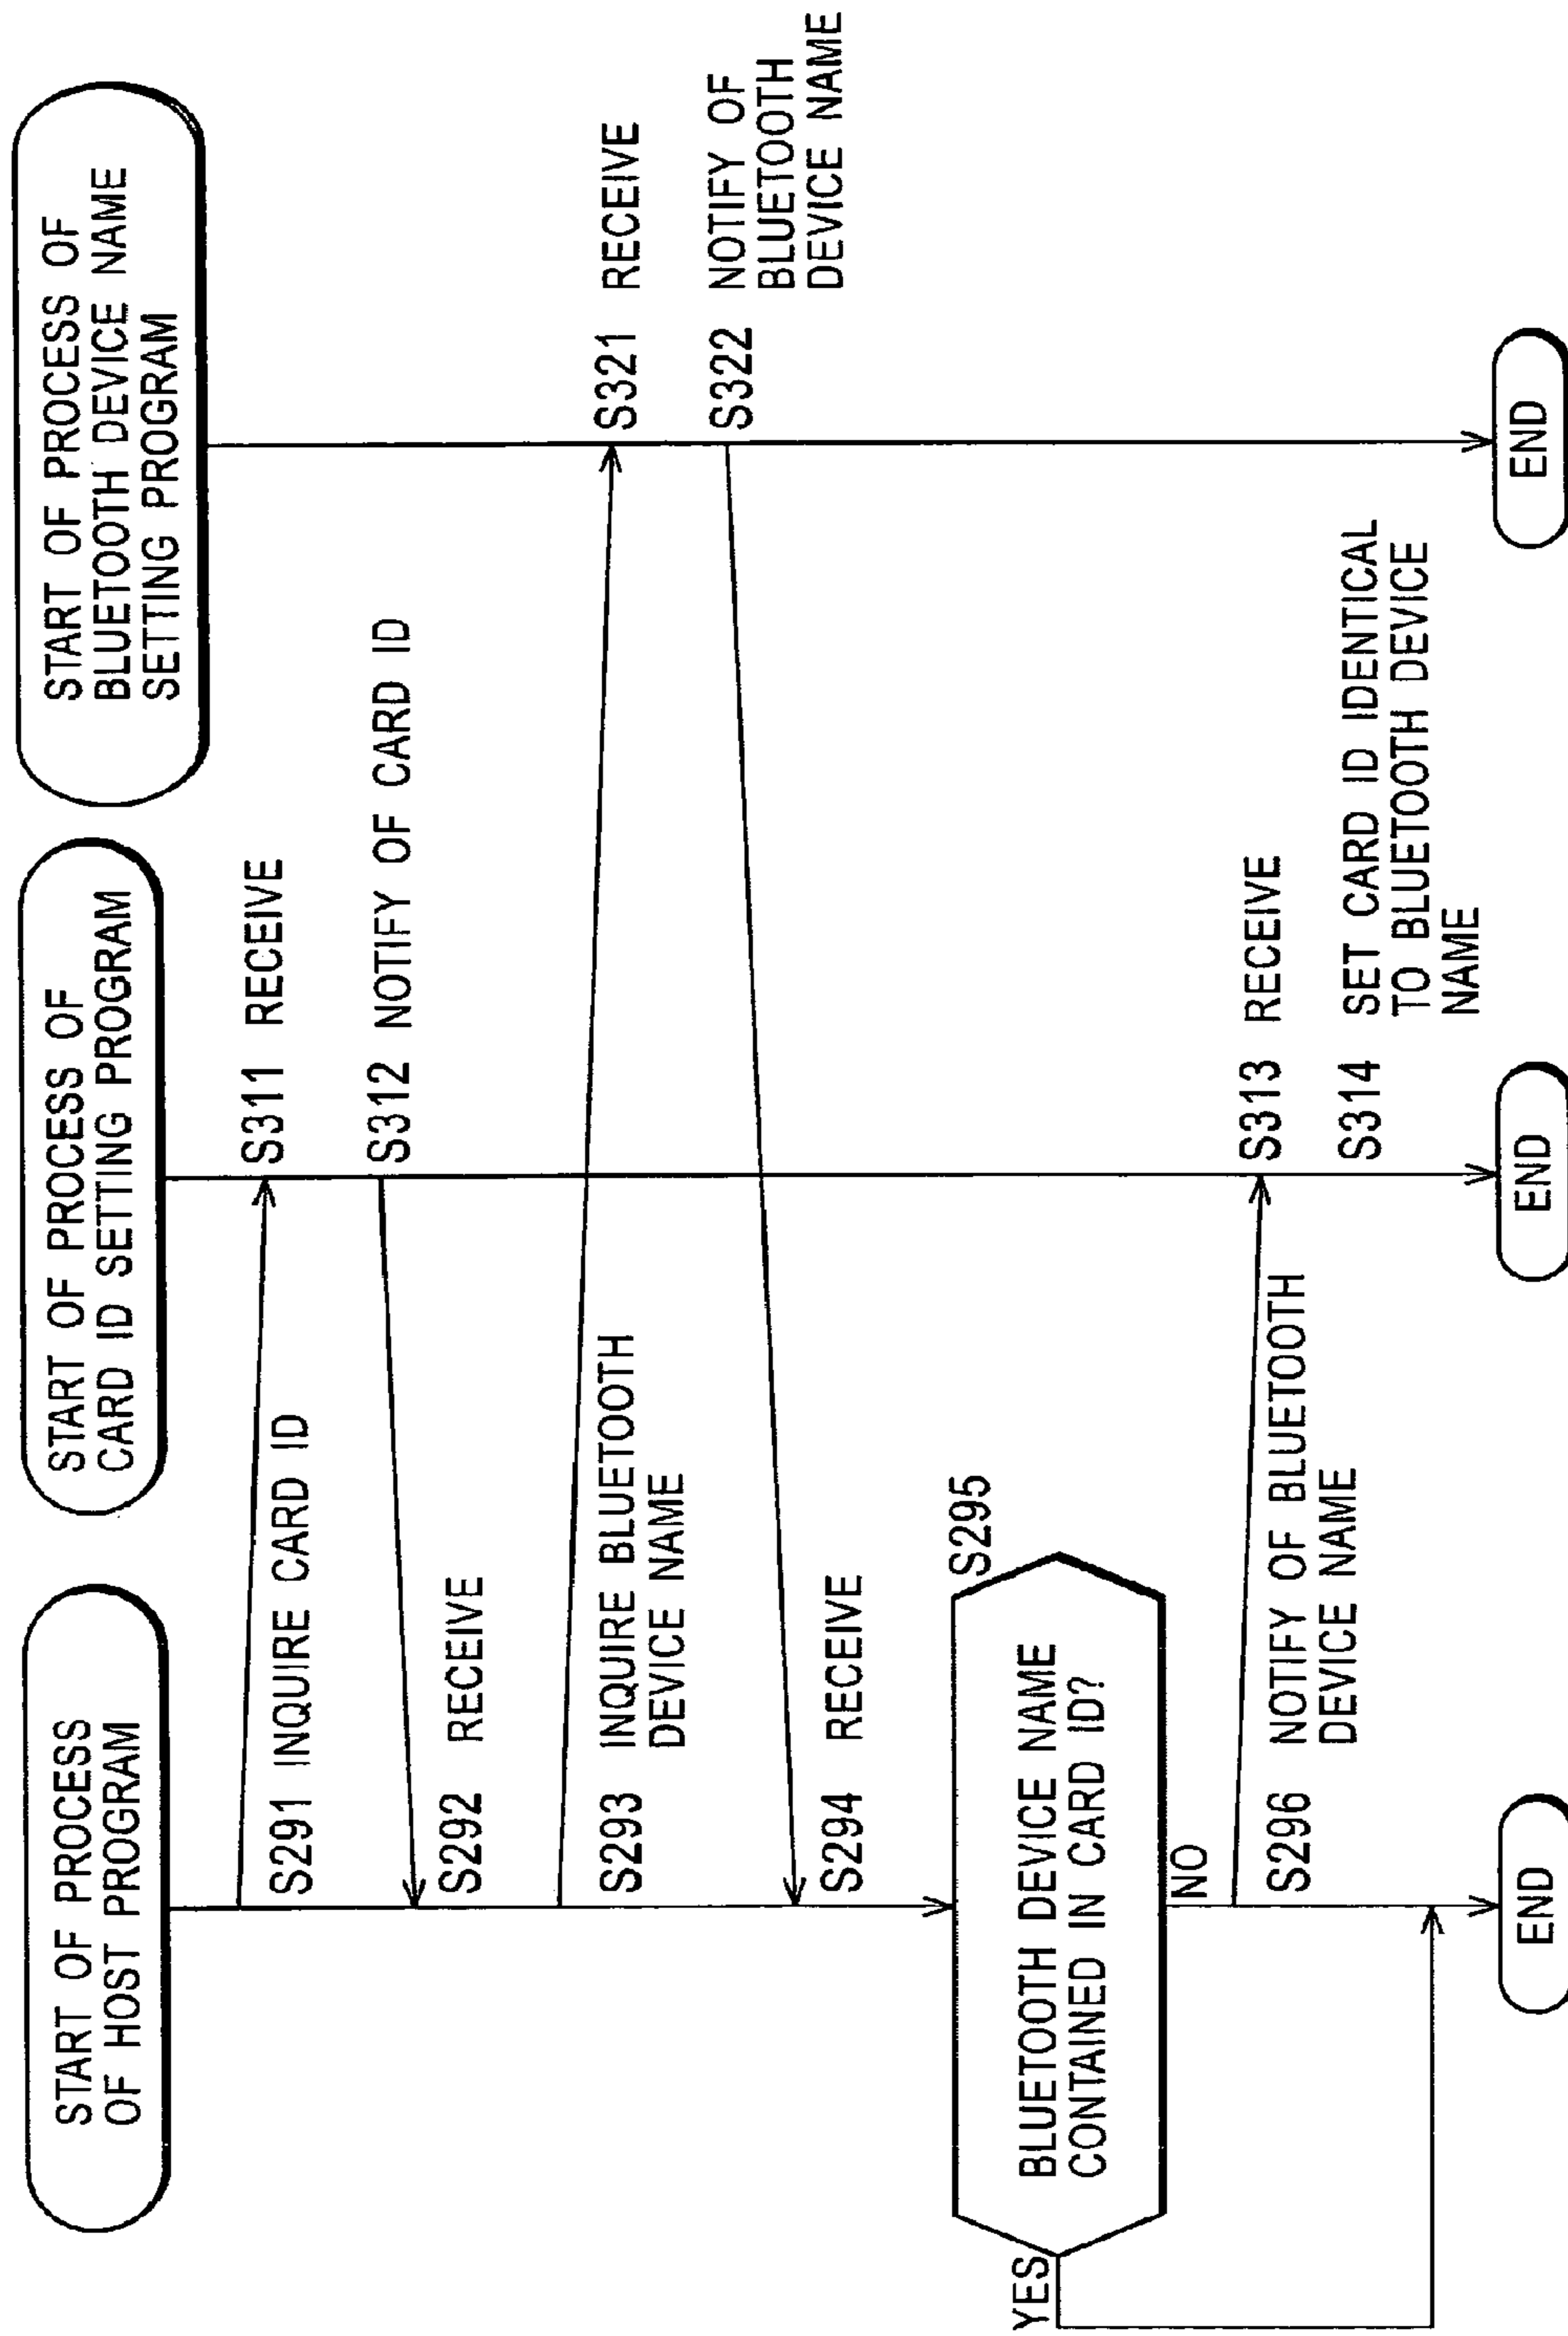 START OF PROCESS
OF HOST PROGRAM
START OF PROCESS OF
CARD ID SETTING PROGRAM
START OF PROCESS OF
BLUETOOTH DEVICE NAME
SETTING PROGRAM
S291 INQUIRE CARD ID
S311 RECEIVE
S312 NOTIFY OF CARD ID
S292 RECEIVE
S293 INQUIRE BLUETOOTH
DEVICE NAME
S321 RECEIVE
S322 NOTIFY OF
BLUETOOTH
DEVICE NAME
S294 RECEIVE
S295
BLUETOOTH DEVICE NAME
CONTAINED IN CARD ID?
YES
NO
S296 NOTIFY OF BLUETOOTH
DEVICE NAME
S313 RECEIVE
S314 SET CARD ID IDENTICAL
TO BLUETOOTH DEVICE
NAME
END
END
END